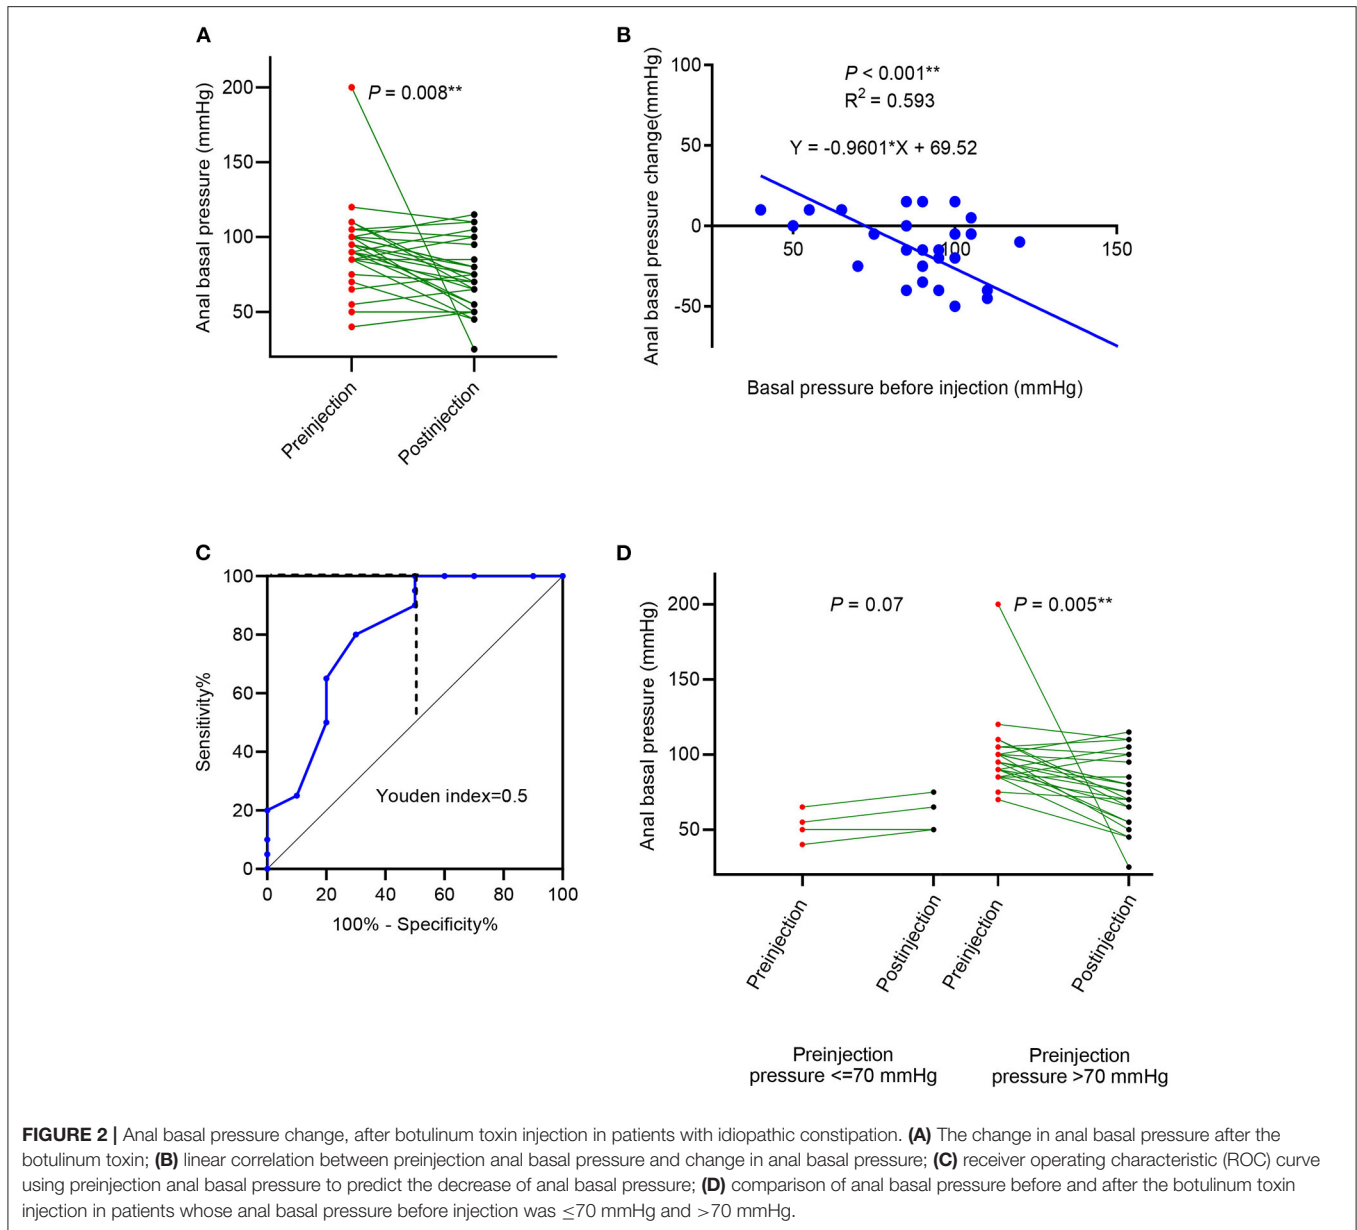 A
Anal basal pressure (mmHg)
200
150
100
50
P = 0.008**
Preinjection
Postinjection
B
Anal basal pressure change(mmHg)
100
50
0
-50
P < 0.001**
R2 = 0.593
Y = -0.9601*X + 69.52
50
100
150
Basal pressure before injection (mmHg)
C
Sensitivity%
100
80
60
40
20
0
Youden index=0.5
0 20 40 60 80 100
100% - Specificity%
D
Anal basal pressure (mmHg)
200
150
100
50
P = 0.07
P = 0.005**
Preinjection
Postinjection
Preinjection
Postinjection
Preinjection
pressure <=70 mmHg
Preinjection
pressure >70 mmHg
FIGURE 2 | Anal basal pressure change, after botulinum toxin injection in patients with idiopathic constipation. (A) The change in anal basal pressure after the
botulinum toxin; (B) linear correlation between preinjection anal basal pressure and change in anal basal pressure; (C) receiver operating characteristic (ROC) curve
using preinjection anal basal pressure to predict the decrease of anal basal pressure; (D) comparison of anal basal pressure before and after the botulinum toxin
injection in patients whose anal basal pressure before injection was ≤70 mmHg and >70 mmHg.